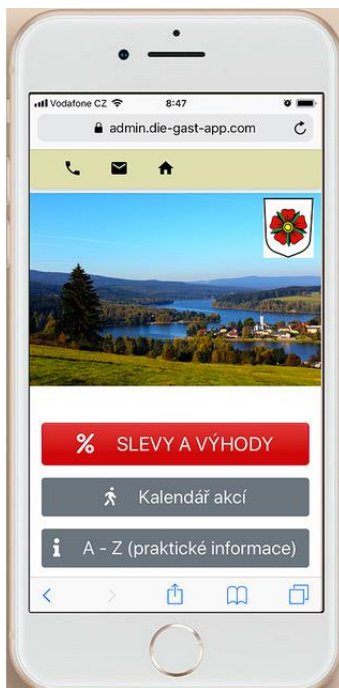 Vodafone CZ 8:47
admin.die-gast-app.com
% SLEVY A VÝHODY
Kalendář akcí
i A - Z (praktické informace)